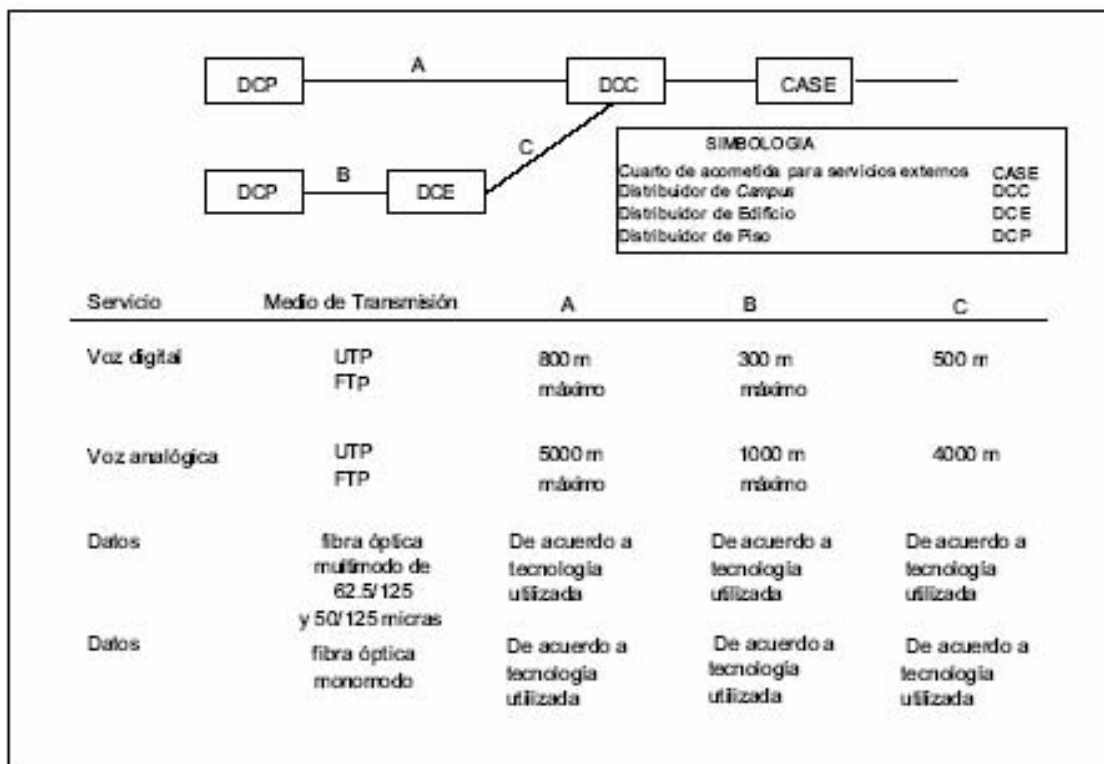 A
DCP
DCC
CASE
C
B
DCP
DCE
SIMBOLOGIA
Cuarto de acometida para servicios externos CASE
Distribuidor de Campus DCC
Distribuidor de Edificio DCE
Distribuidor de Piso DCP
Servicio Medio de Transmisión A B C
Voz digital UTP 800 m 300 m 500 m
FTP máximo máximo
Voz analógica UTP 5000 m 1000 m 4000 m
FTP máximo máximo
Datos fibra óptica De acuerdo a De acuerdo a De acuerdo a
multimodo de tecnología tecnología tecnología
62.5/125 utilizada utilizada utilizada
y 50/125 micras
Datos fibra óptica De acuerdo a De acuerdo a De acuerdo a
monomodo tecnología tecnología tecnología
utilizada utilizada utilizada